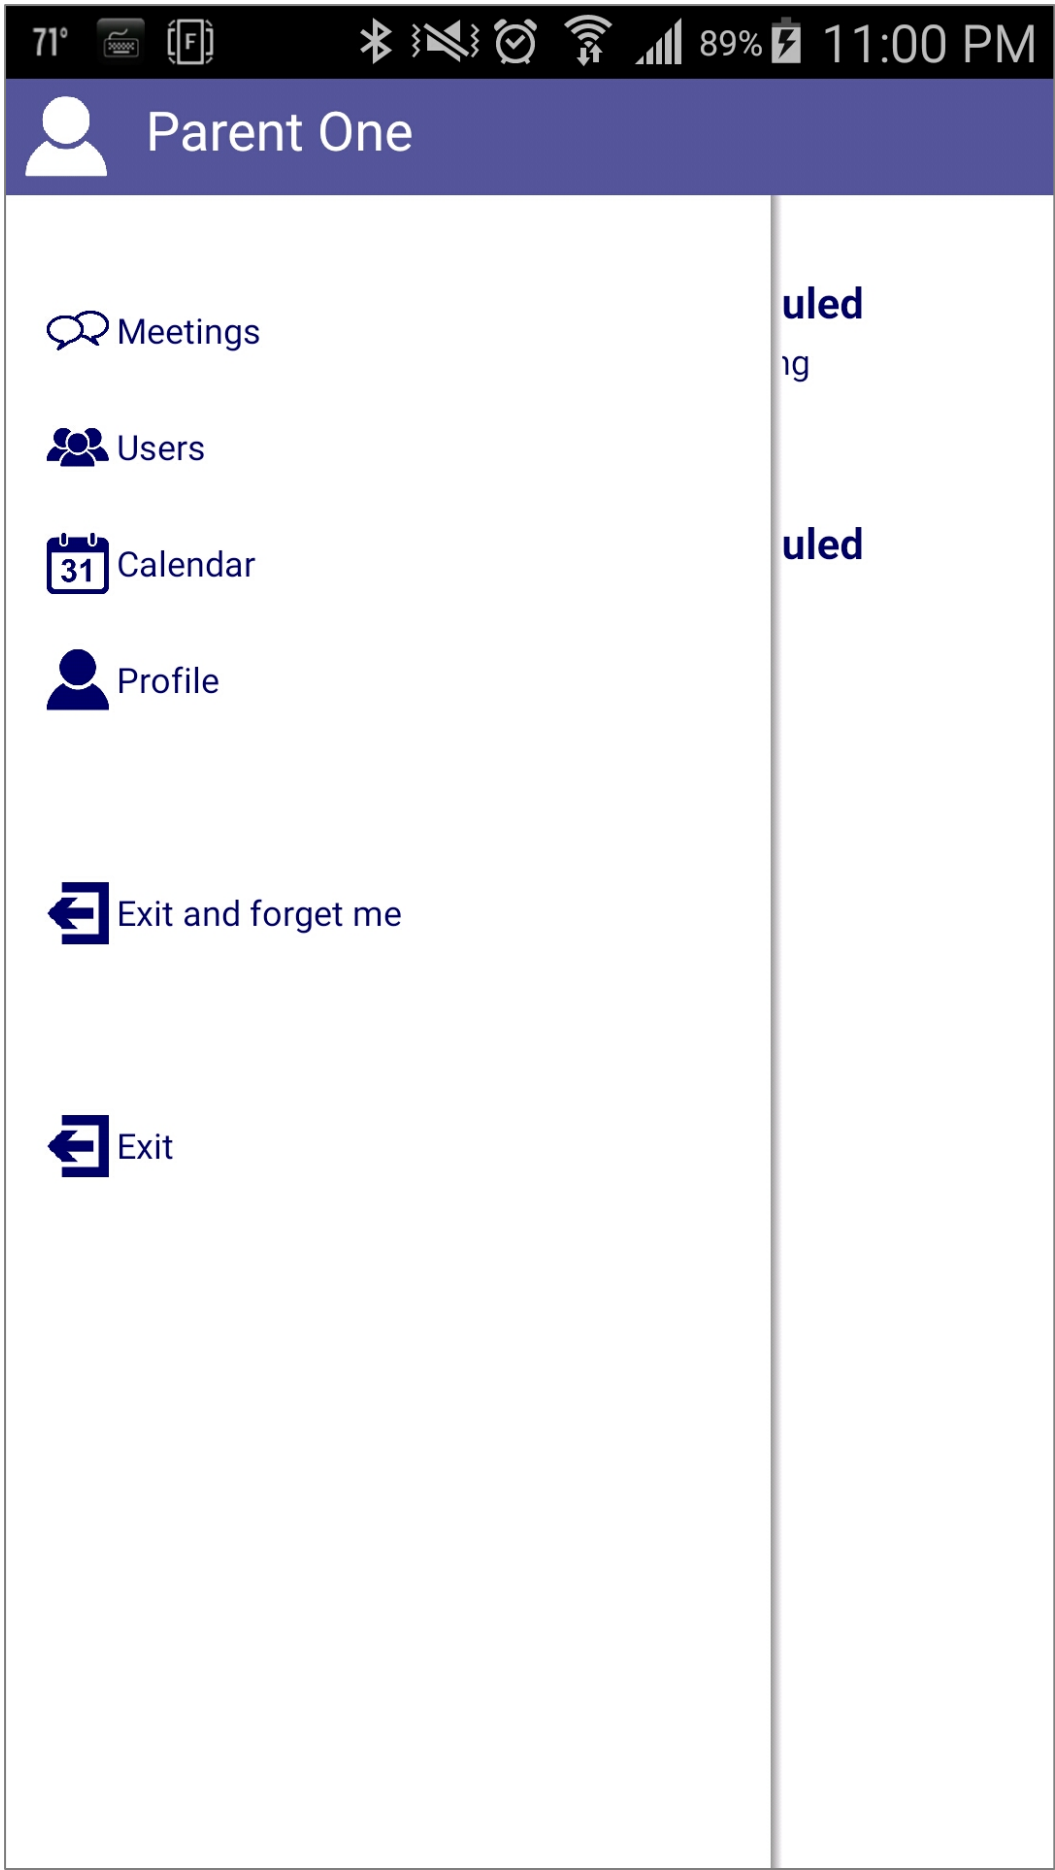 71° F 89% 11:00 PM
Parent One
Meetings
uled
ng
Users
31 Calendar
uled
Profile
Exit and forget me
Exit